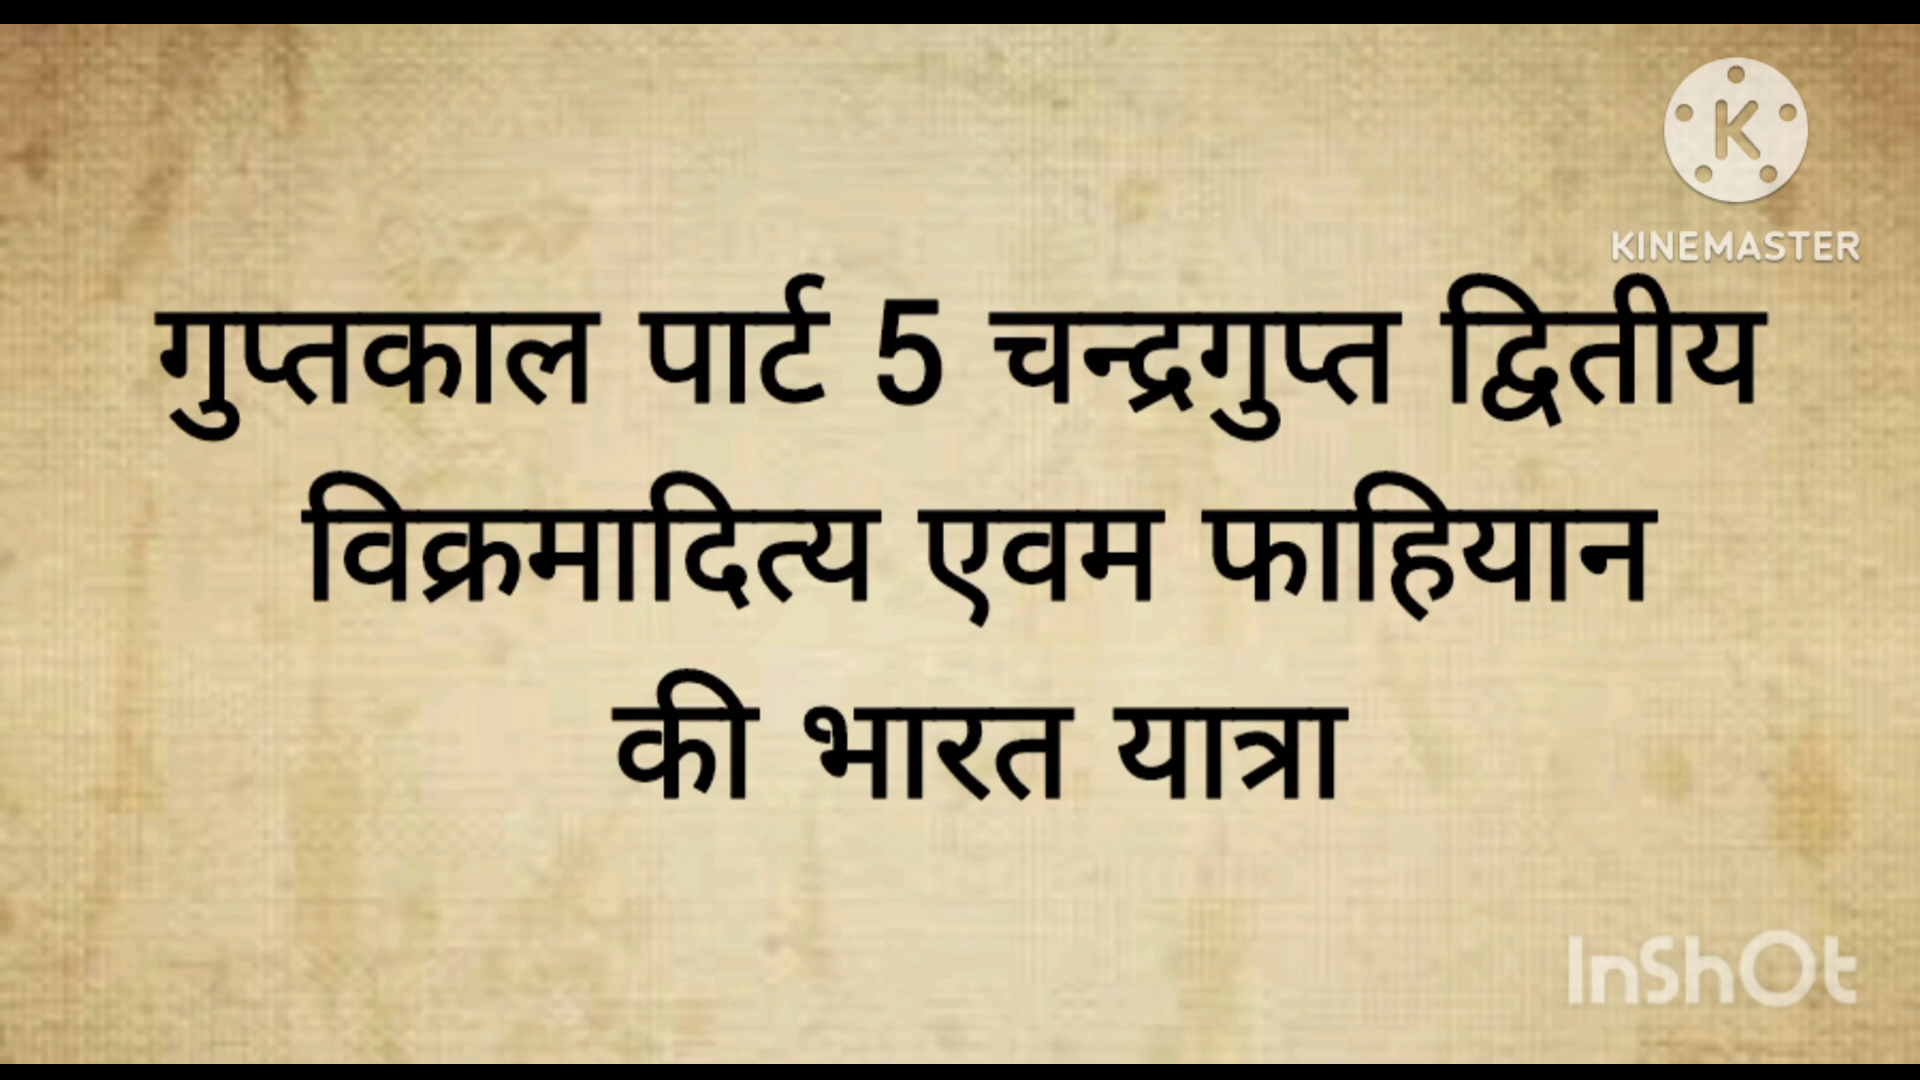 KINEMASTER
गुप्तकाल पार्ट 5 चन्द्रगुप्त द्वितीय
विक्रमादित्य एवम फाहियान
की भारत यात्रा
InShOt